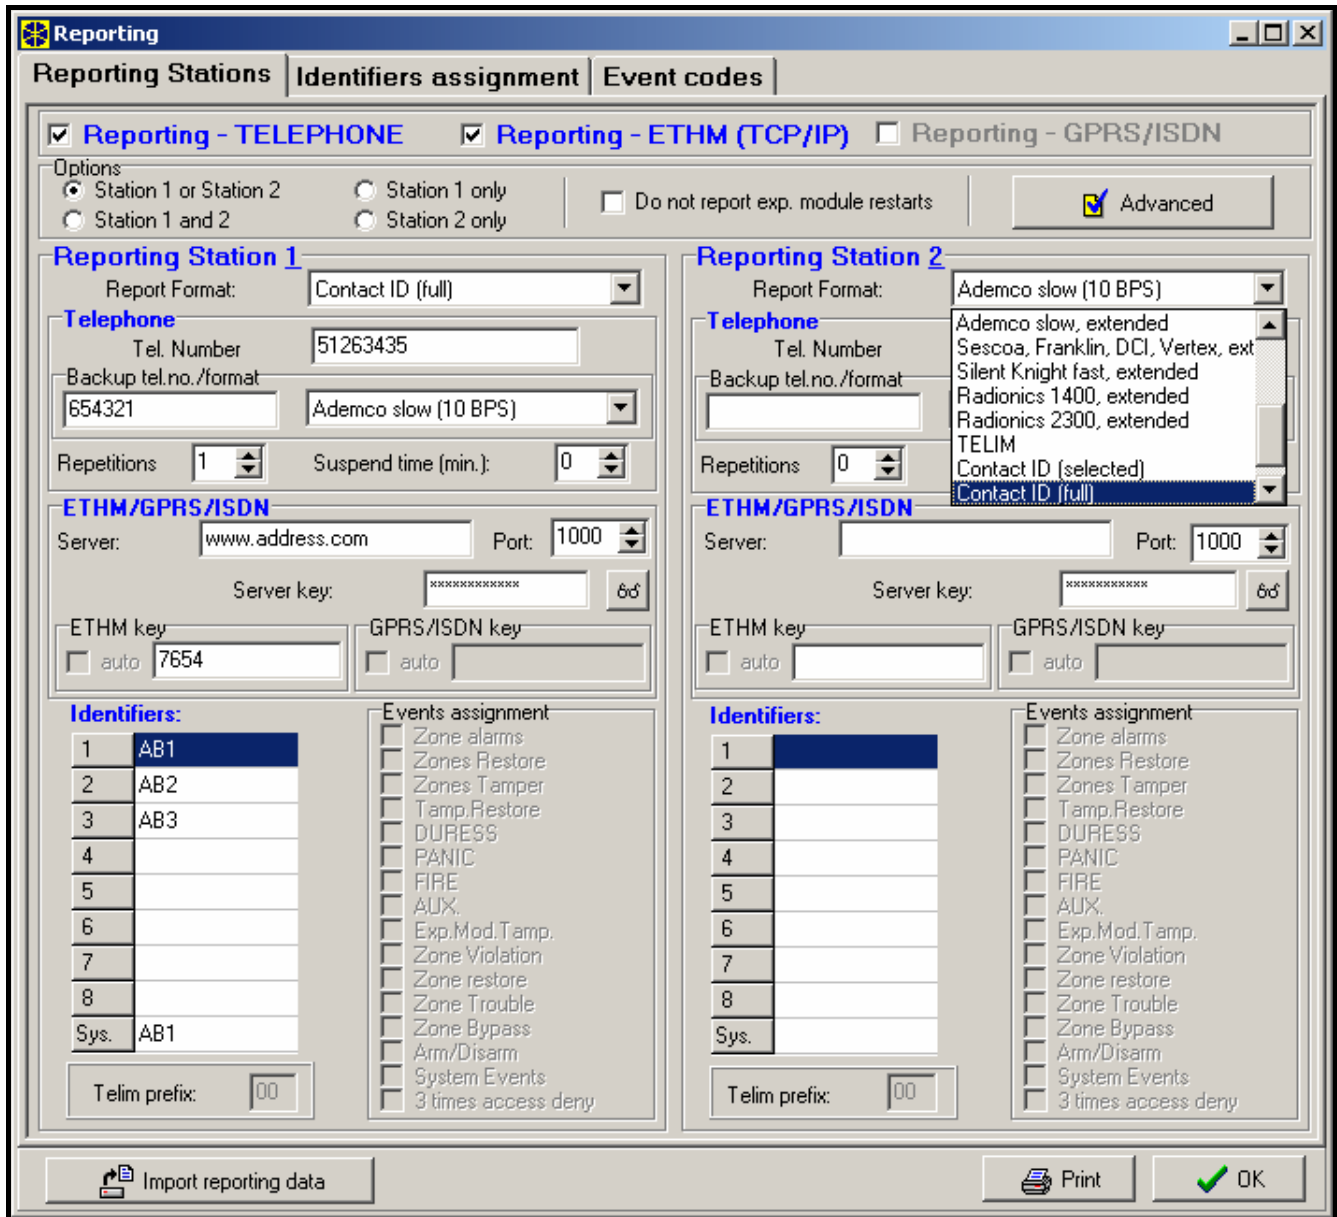 Reporting
Reporting Stations
Identifiers assignment
Event codes
Reporting - TELEPHONE
Reporting - ETHM (TCP/IP)
Reporting - GPRS/ISDN
Options
Station 1 or Station 2
Station 1 only
Station 1 and 2
Station 2 only
Do not report exp. module restarts
Advanced
Reporting Station 1
Report Format:
Contact ID (full)
Telephone
Tel. Number
51263435
Backup tel.no./format
654321
Ademco slow (10 BPS)
Repetitions
1
Suspend time (min.):
0
ETHM/GPRS/ISDN
Server:
www.address.com
Port:
1000
Server key:
************
ETHM key
auto
7654
GPRS/ISDN key
auto
Identifiers:
1 AB1
2 AB2
3 AB3
4
5
6
7
8
Sys. AB1
Telim prefix:
00
Events assignment
Zone alarms
Zones Restore
Zones Tamper
Tamp.Restore
DURESS
PANIC
FIRE
AUX.
Exp.Mod.Tamp.
Zone Violation
Zone restore
Zone Trouble
Zone Bypass
Arm/Disarm
System Events
3 times access deny
Reporting Station 2
Report Format:
Ademco slow (10 BPS)
Ademco slow, extended
Sescoa, Franklin, DCI, Vertex, ext
Silent Knight fast, extended
Radionics 1400, extended
Radionics 2300, extended
TELIM
Contact ID (selected)
Contact ID (full)
Telephone
Tel. Number
Backup tel.no./format
Repetitions
0
ETHM/GPRS/ISDN
Server:
Port:
1000
Server key:
***********
ETHM key
auto
GPRS/ISDN key
auto
Identifiers:
1
2
3
4
5
6
7
8
Sys.
Telim prefix:
00
Events assignment
Zone alarms
Zones Restore
Zones Tamper
Tamp.Restore
DURESS
PANIC
FIRE
AUX.
Exp.Mod.Tamp.
Zone Violation
Zone restore
Zone Trouble
Zone Bypass
Arm/Disarm
System Events
3 times access deny
Import reporting data
Print
OK